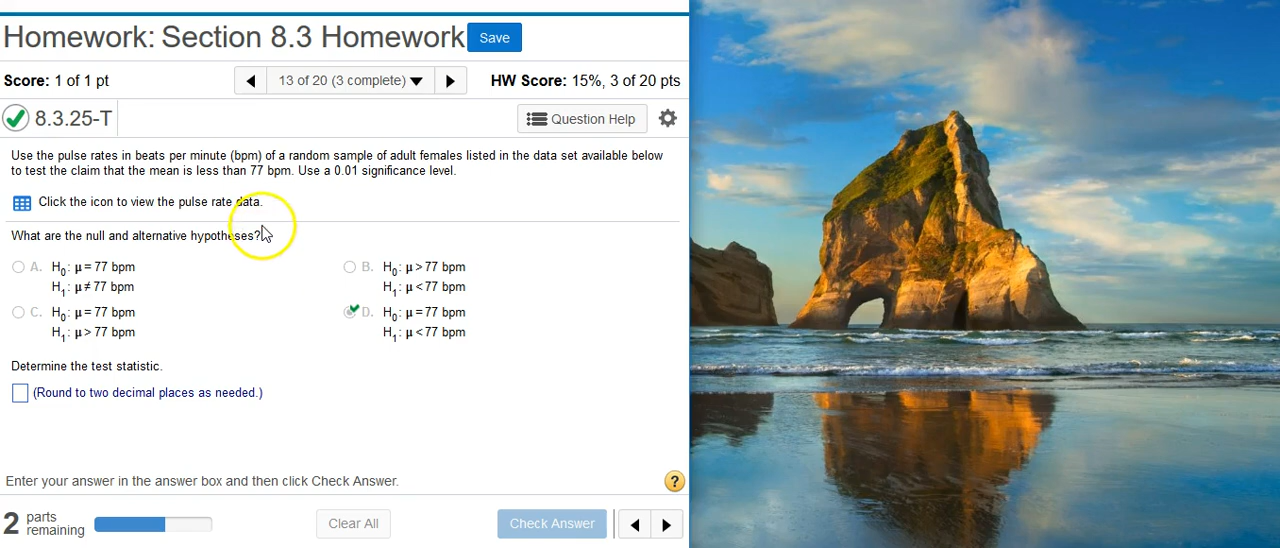 Homework: Section 8.3 Homework Save
Score: 1 of 1 pt 13 of 20 (3 complete) HW Score: 15%, 3 of 20 pts
8.3.25-T Question Help
Use the pulse rates in beats per minute (bpm) of a random sample of adult females listed in the data set available below
to test the claim that the mean is less than 77 bpm. Use a 0.01 significance level.
Click the icon to view the pulse rate data.
What are the null and alternative hypotheses?
A. H₀: μ = 77 bpm
H₁: μ ≠ 77 bpm
B. H₀: μ > 77 bpm
H₁: μ < 77 bpm
C. H₀: μ = 77 bpm
H₁: μ > 77 bpm
D. H₀: μ = 77 bpm
H₁: μ < 77 bpm
Determine the test statistic.
(Round to two decimal places as needed.)
Enter your answer in the answer box and then click Check Answer.
?
2 parts
remaining
Clear All
Check Answer